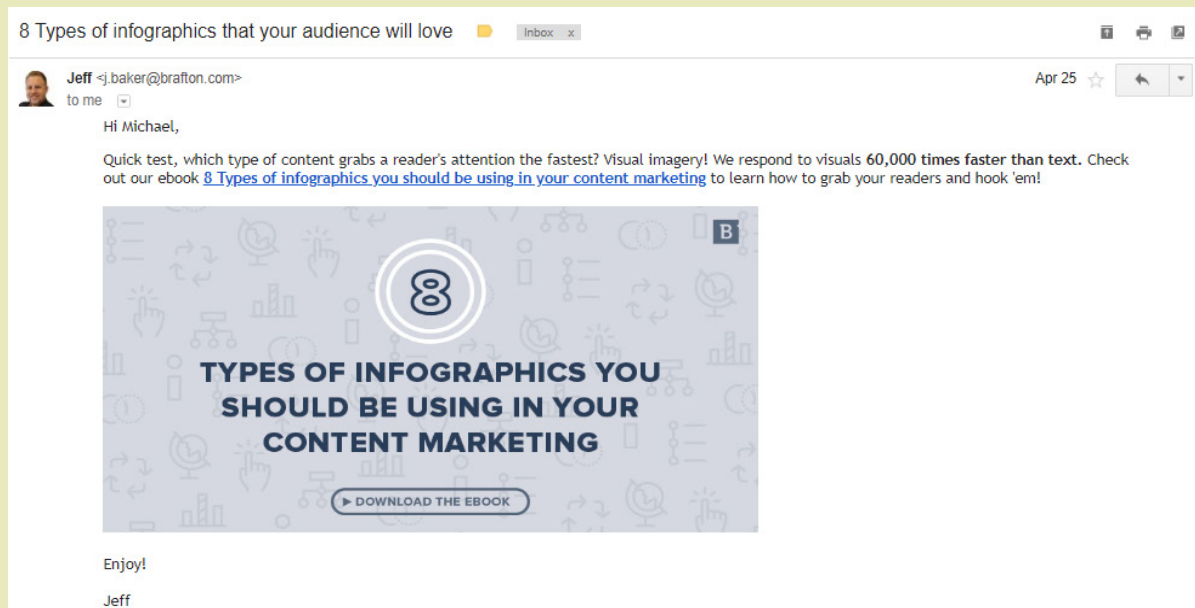 8 Types of infographics that your audience will love
Inbox x
Jeff <j.baker@brafton.com>
Apr 25
to me
Hi Michael,
Quick test, which type of content grabs a reader's attention the fastest? Visual imagery! We respond to visuals 60,000 times faster than text. Check
out our ebook 8 Types of infographics you should be using in your content marketing to learn how to grab your readers and hook 'em!
B
8
TYPES OF INFOGRAPHICS YOU
SHOULD BE USING IN YOUR
CONTENT MARKETING
DOWNLOAD THE EBOOK
Enjoy!
Jeff